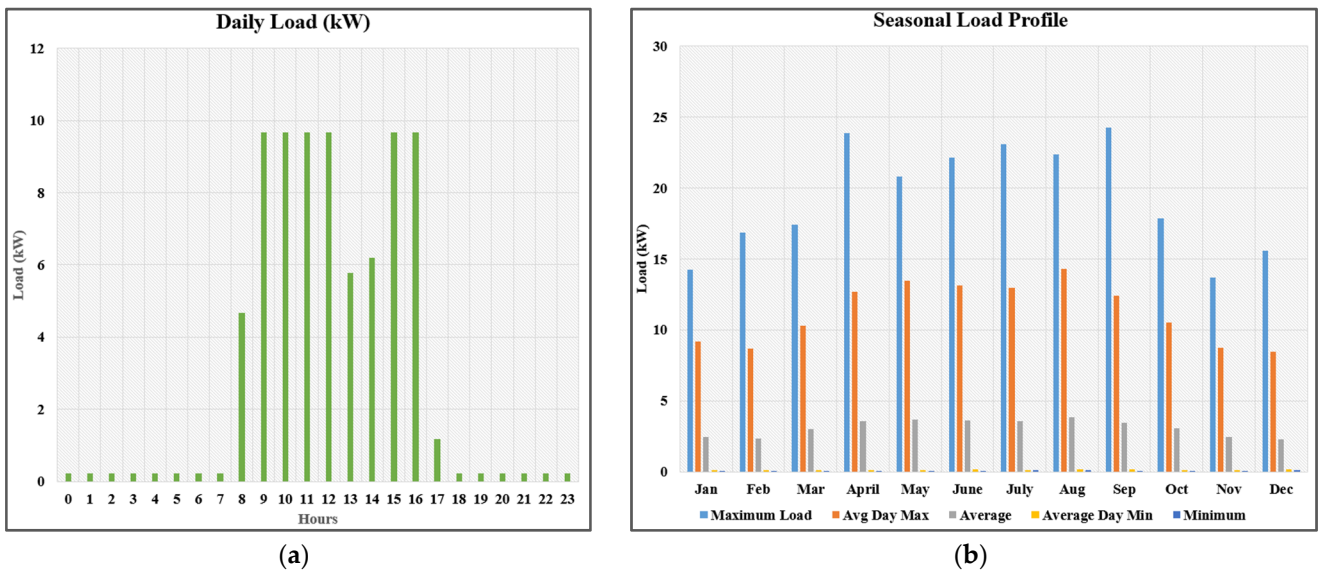 Daily Load (kW)
12
10
8
6
4
2
0
Load (kW)
0 1 2 3 4 5 6 7 8 9 10 11 12 13 14 15 16 17 18 19 20 21 22 23
Hours
(a)
Seasonal Load Profile
30
25
20
15
10
5
0
Load (kW)
Jan Feb Mar April May June July Aug Sep Oct Nov Dec
Maximum Load Avg Day Max Average Average Day Min Minimum
(b)